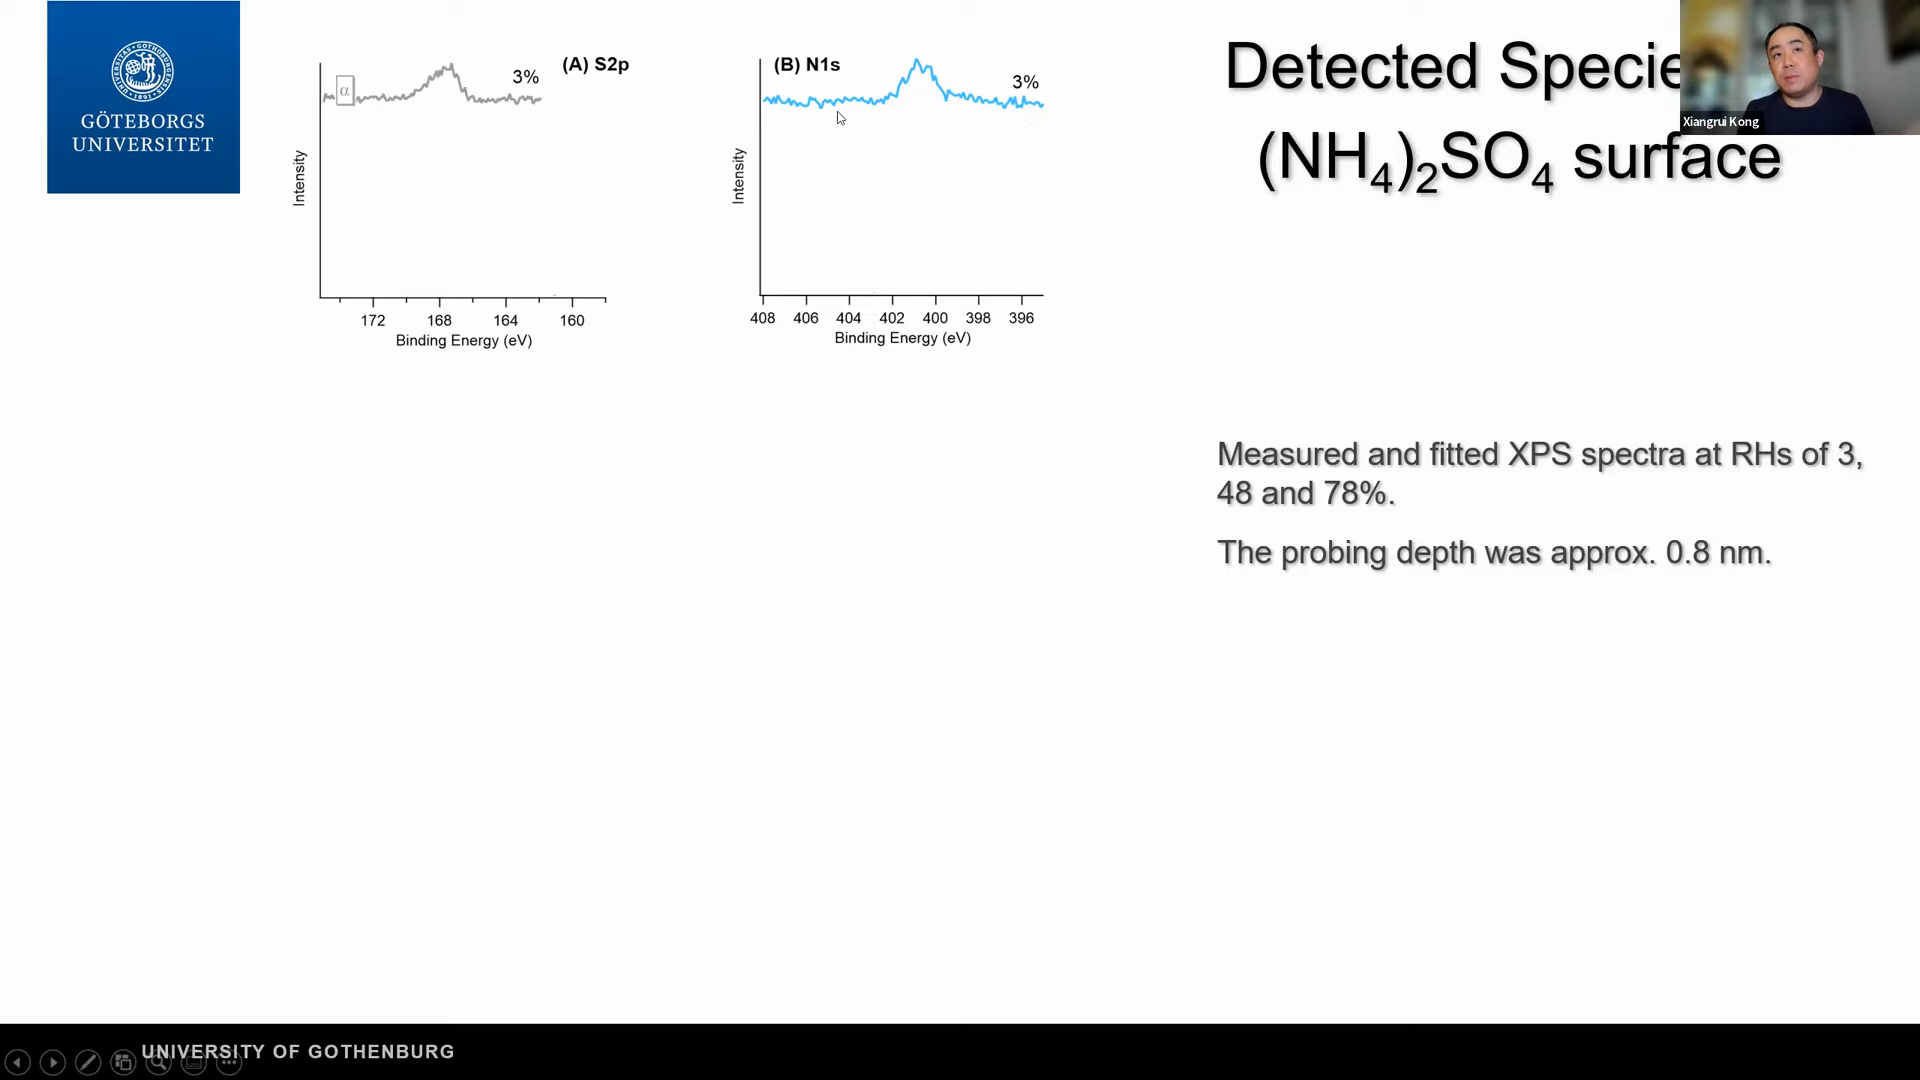 GÖTEBORGS
UNIVERSITET
(A) S2p
3%
α
Intensity
172 168 164 160
Binding Energy (eV)
(B) N1s
3%
Intensity
408 406 404 402 400 398 396
Binding Energy (eV)
Detected Specie
(NH₄)₂SO₄ surface
Xiangrui Kong
Measured and fitted XPS spectra at RHs of 3,
48 and 78%.
The probing depth was approx. 0.8 nm.
UNIVERSITY OF GOTHENBURG